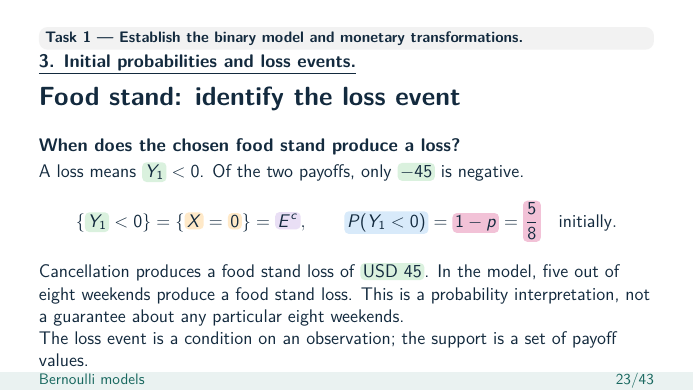 Task 1 — Establish the binary model and monetary transformations.
3. Initial probabilities and loss events.
Food stand: identify the loss event
When does the chosen food stand produce a loss?
A loss means Y₁ < 0. Of the two payoffs, only −45 is negative.
{Y₁ < 0} = {X = 0} = Eᶜ, P(Y₁ < 0) = 1 − p = 5/8 initially.
Cancellation produces a food stand loss of USD 45. In the model, five out of
eight weekends produce a food stand loss. This is a probability interpretation, not
a guarantee about any particular eight weekends.
The loss event is a condition on an observation; the support is a set of payoff
values.
Bernoulli models 23/43